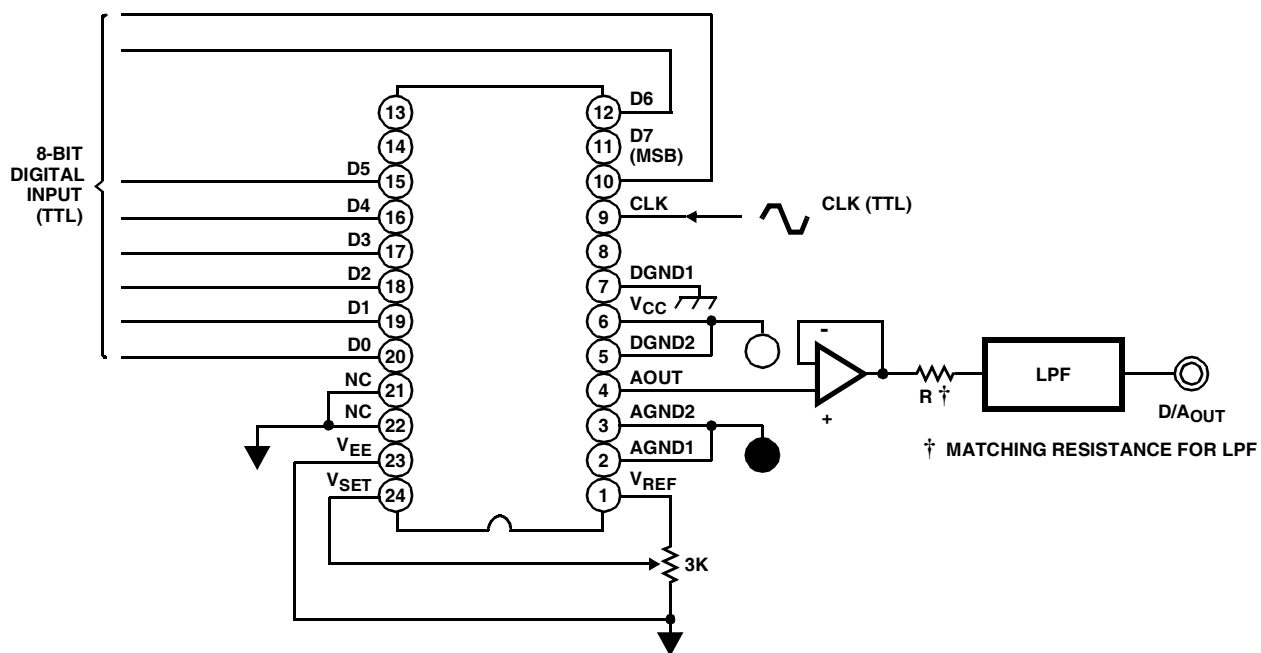 8-BIT
DIGITAL
INPUT
(TTL)
13
14
D5 15
D4 16
D3 17
D2 18
D1 19
D0 20
NC 21
NC 22
VEE 23
VSET 24
12 D6
11 D7
(MSB)
10
9 CLK
CLK (TTL)
8
7 DGND1
6 VCC
5 DGND2
4 AOUT
3 AGND2
2 AGND1
1 VREF
3K
-
+
R †
LPF
D/AOUT
† MATCHING RESISTANCE FOR LPF